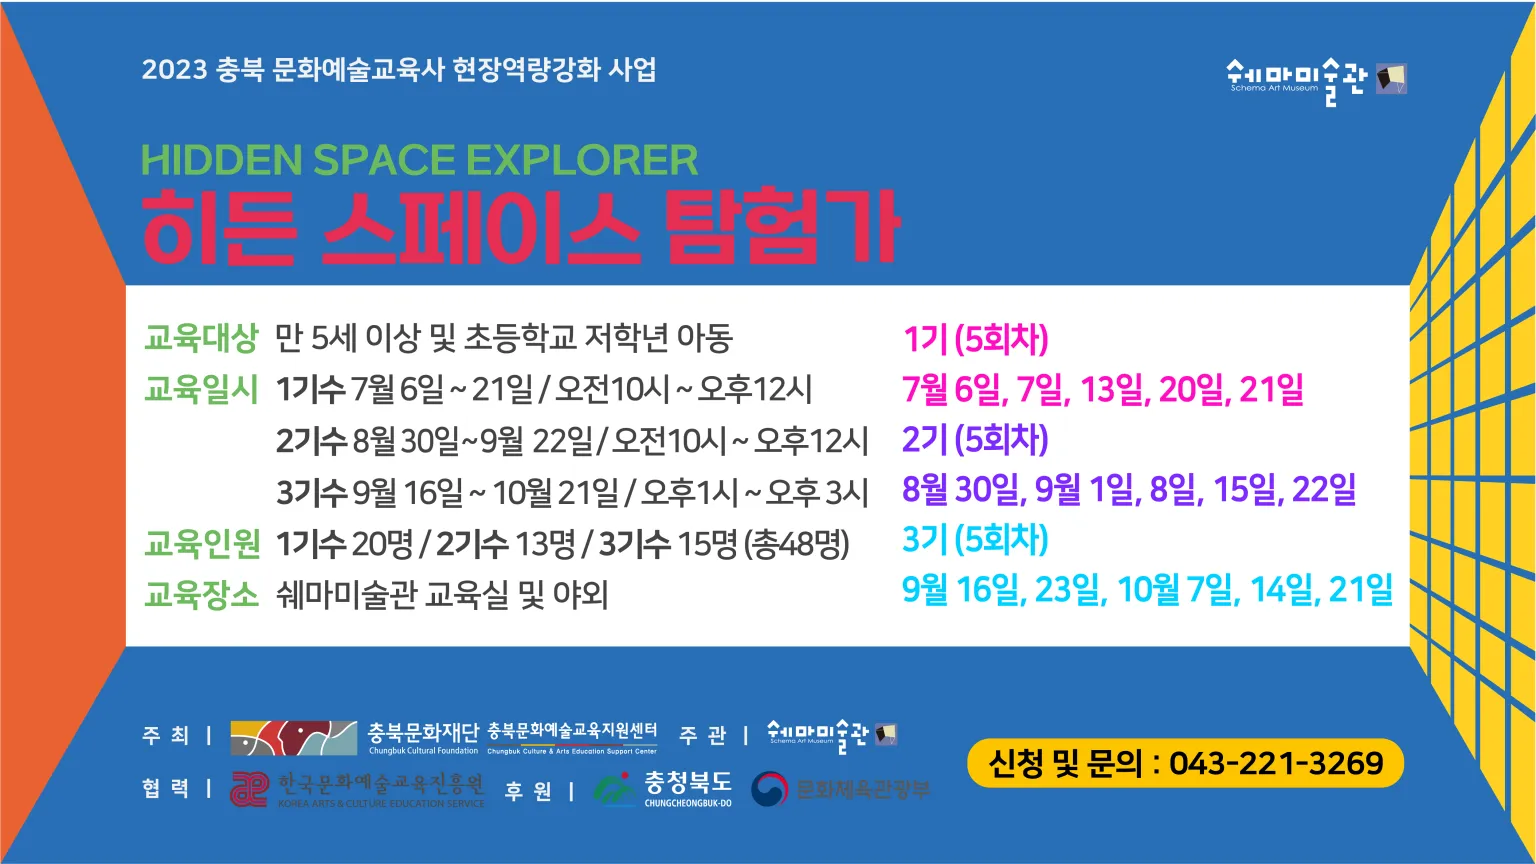 2023 충북 문화예술교육사 현장역량강화 사업
쉐마미술관
Schema Art Museum
HIDDEN SPACE EXPLORER
히든 스페이스 탐험가
교육대상 만 5세 이상 및 초등학교 저학년 아동
교육일시 1기수 7월 6일 ~ 21일 / 오전10시 ~ 오후12시
2기수 8월 30일~9월 22일 / 오전10시 ~ 오후12시
3기수 9월 16일 ~ 10월 21일 / 오후1시 ~ 오후 3시
교육인원 1기수 20명 / 2기수 13명 / 3기수 15명 (총48명)
교육장소 쉐마미술관 교육실 및 야외
1기 (5회차)
7월 6일, 7일, 13일, 20일, 21일
2기 (5회차)
8월 30일, 9월 1일, 8일, 15일, 22일
3기 (5회차)
9월 16일, 23일, 10월 7일, 14일, 21일
주 최 | 충북문화재단 충북문화예술교육지원센터 주 관 | 쉐마미술관
Chungbuk Cultural Foundation Chungbuk Culture & Arts Education Support Center Schema Art Museum
협 력 | 한국문화예술교육진흥원 후 원 | 충청북도 문화체육관광부
KOREA ARTS & CULTURE EDUCATION SERVICE CHUNGCHEONGBUK-DO
신청 및 문의 : 043-221-3269